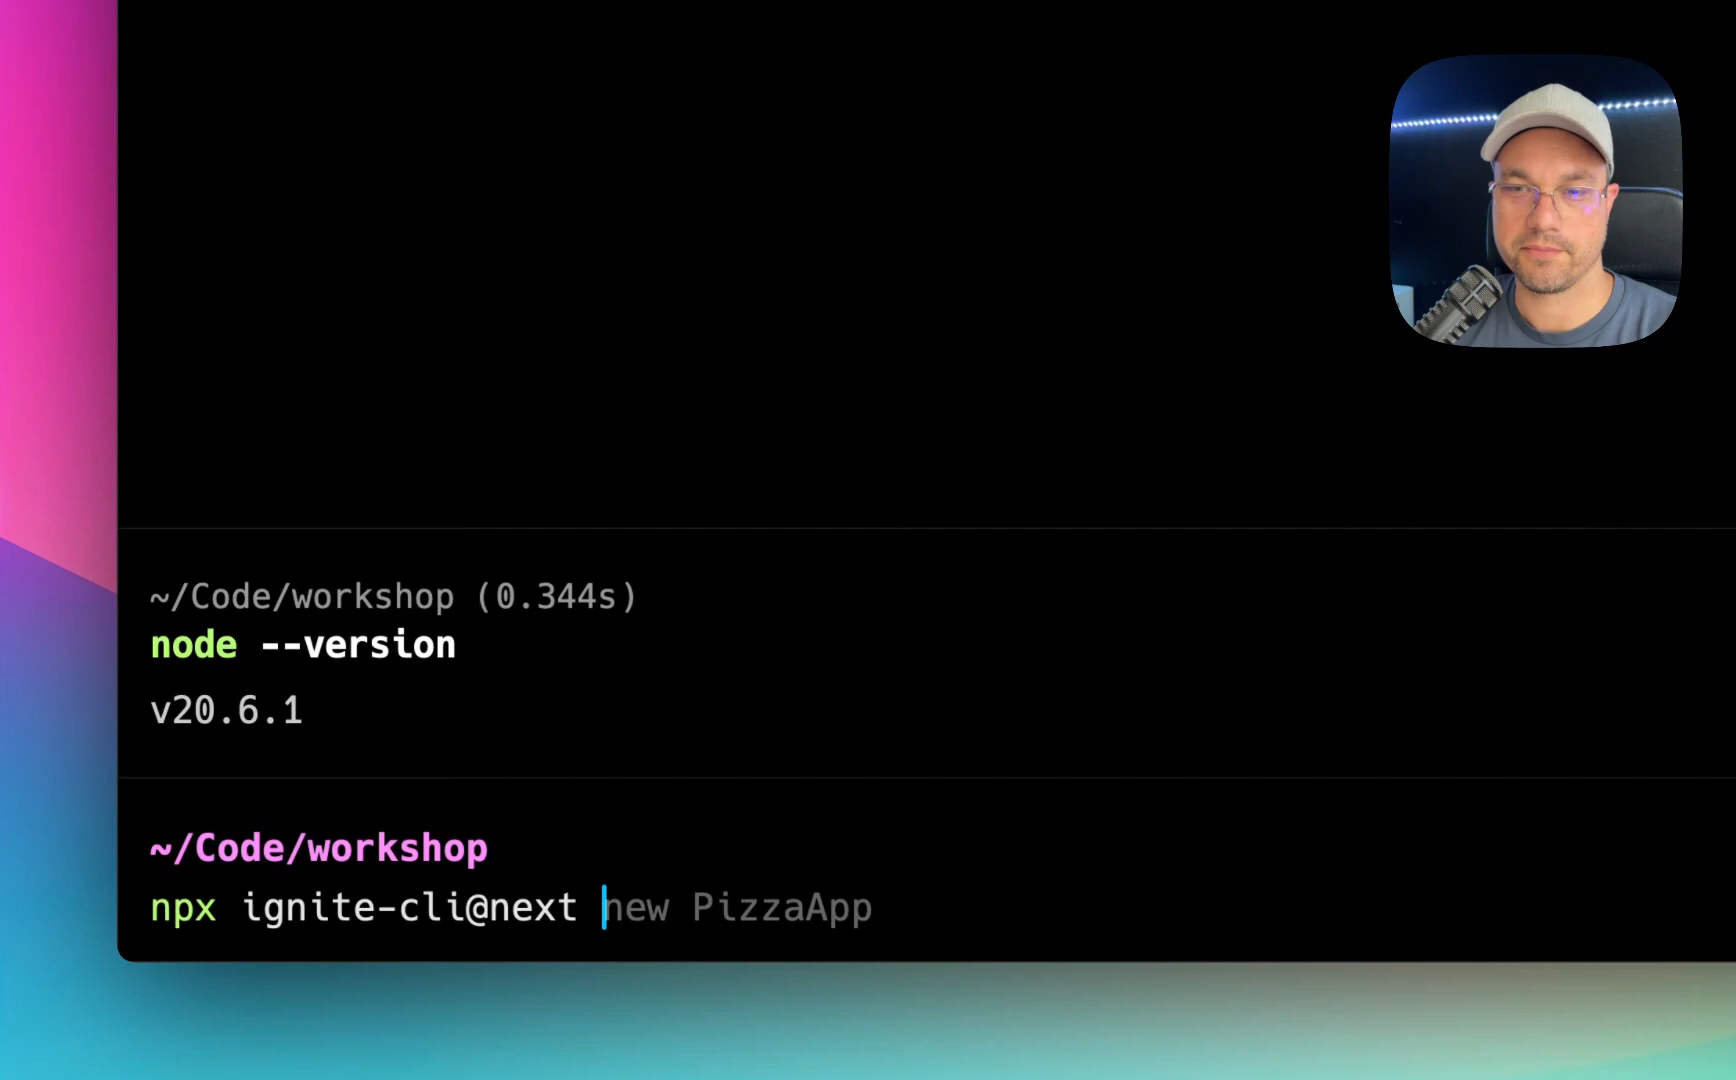 ~/Code/workshop (0.344s)
node --version
v20.6.1
~/Code/workshop
npx ignite-cli@next new PizzaApp